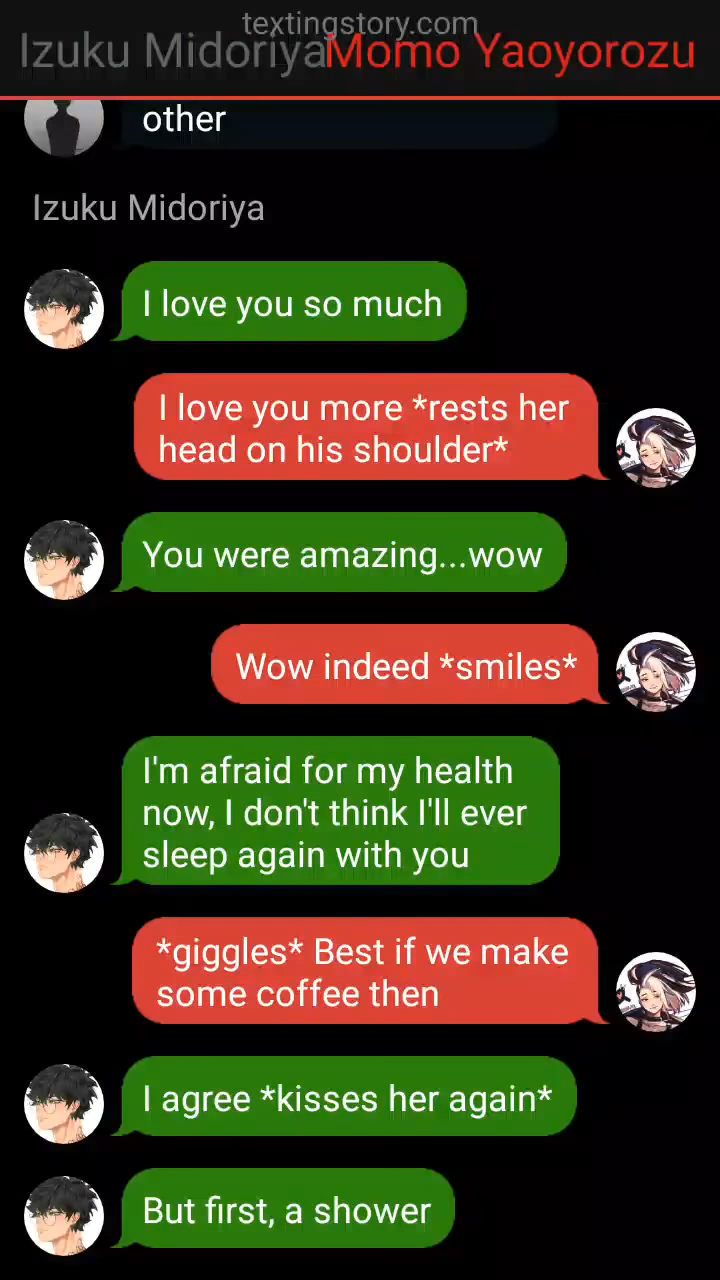 textingstory.com
Izuku Midoriya
Momo Yaoyorozu
other
Izuku Midoriya
I love you so much
I love you more *rests her
head on his shoulder*
You were amazing...wow
Wow indeed *smiles*
I'm afraid for my health
now, I don't think I'll ever
sleep again with you
*giggles* Best if we make
some coffee then
I agree *kisses her again*
But first, a shower